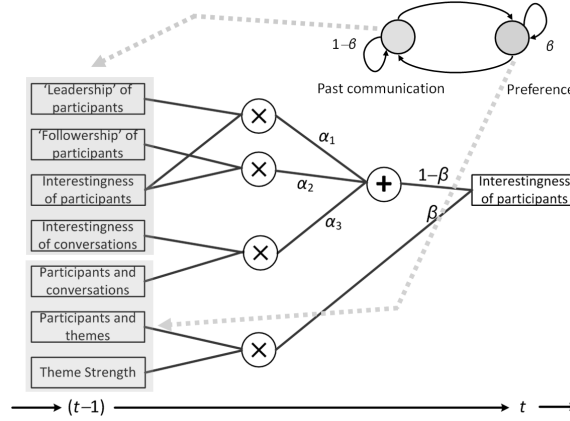 1−β
β
Past communication
Preference
'Leadership' of
participants
'Followership' of
participants
Interestingness
of participants
Interestingness
of conversations
Participants and
conversations
Participants and
themes
Theme Strength
α1
α2
α3
1−β
β
Interestingness
of participants
(t−1)
t